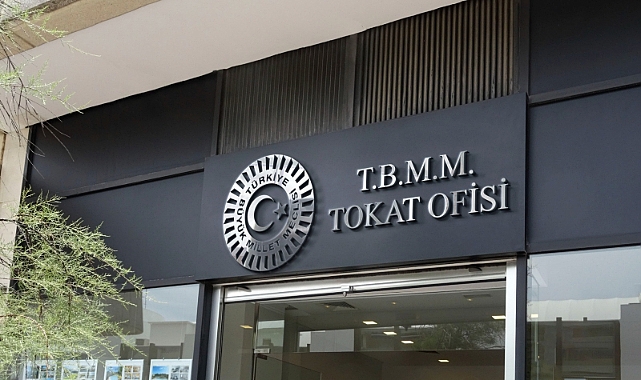 TÜRKİYE
BÜYÜK MİLLET MECLİSİ
T.B.M.M.
TOKAT OFİSİ